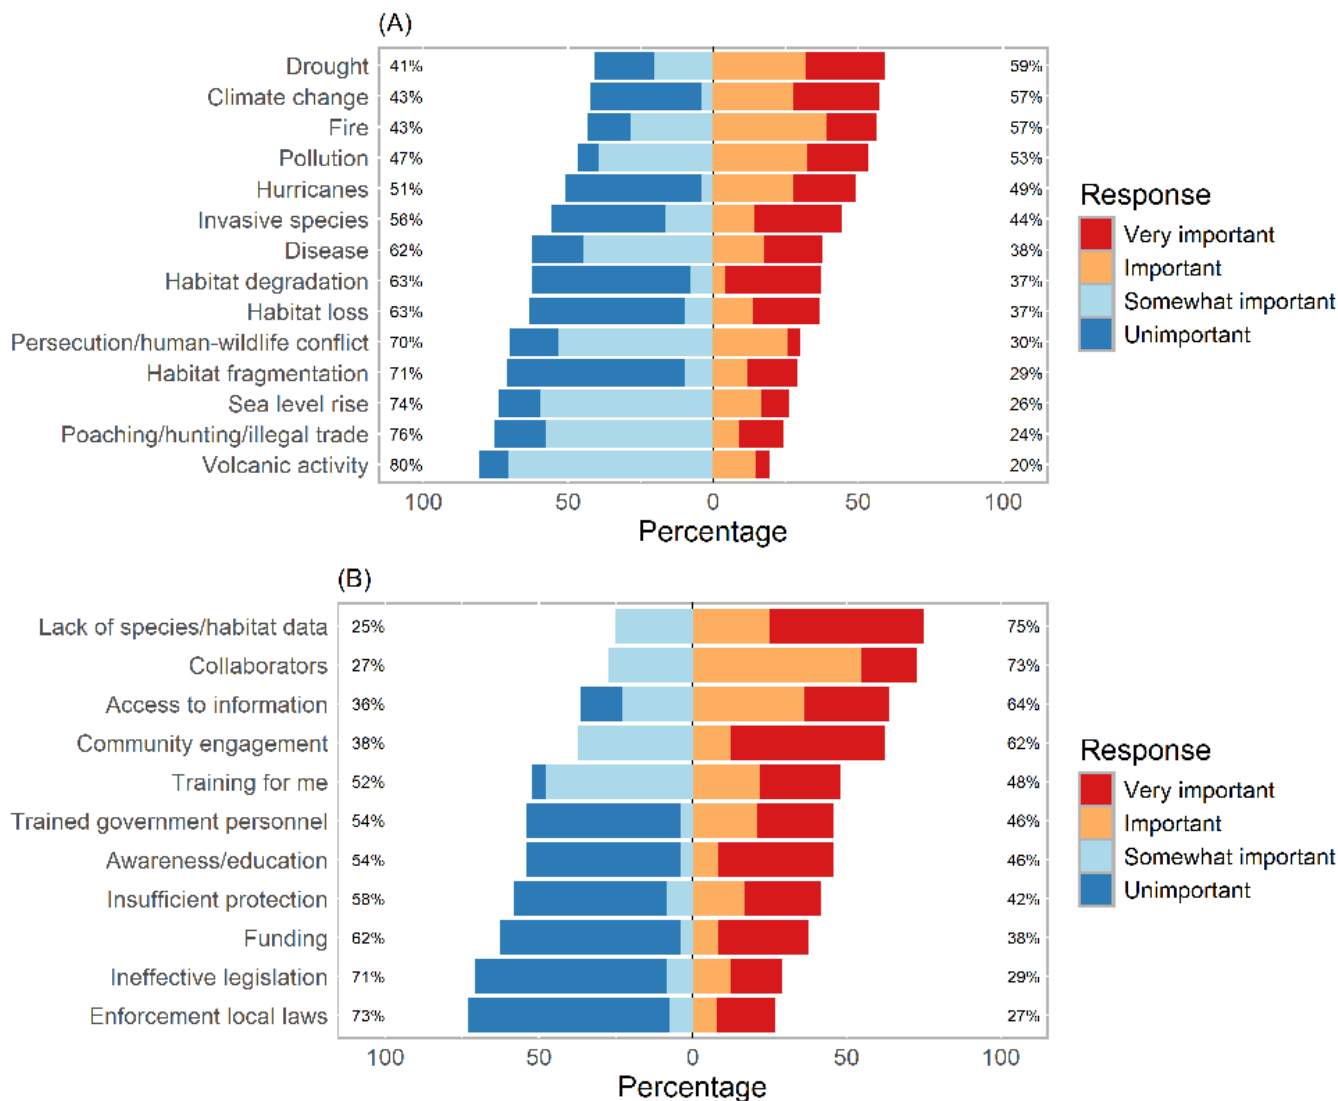 (A)
Drought 41% 59%
Climate change 43% 57%
Fire 43% 57%
Pollution 47% 53%
Hurricanes 51% 49%
Invasive species 56% 44%
Disease 62% 38%
Habitat degradation 63% 37%
Habitat loss 63% 37%
Persecution/human-wildlife conflict 70% 30%
Habitat fragmentation 71% 29%
Sea level rise 74% 26%
Poaching/hunting/illegal trade 76% 24%
Volcanic activity 80% 20%
100 50 0 50 100
Percentage
Response
Very important
Important
Somewhat important
Unimportant
(B)
Lack of species/habitat data 25% 75%
Collaborators 27% 73%
Access to information 36% 64%
Community engagement 38% 62%
Training for me 52% 48%
Trained government personnel 54% 46%
Awareness/education 54% 46%
Insufficient protection 58% 42%
Funding 62% 38%
Ineffective legislation 71% 29%
Enforcement local laws 73% 27%
100 50 0 50 100
Percentage
Response
Very important
Important
Somewhat important
Unimportant